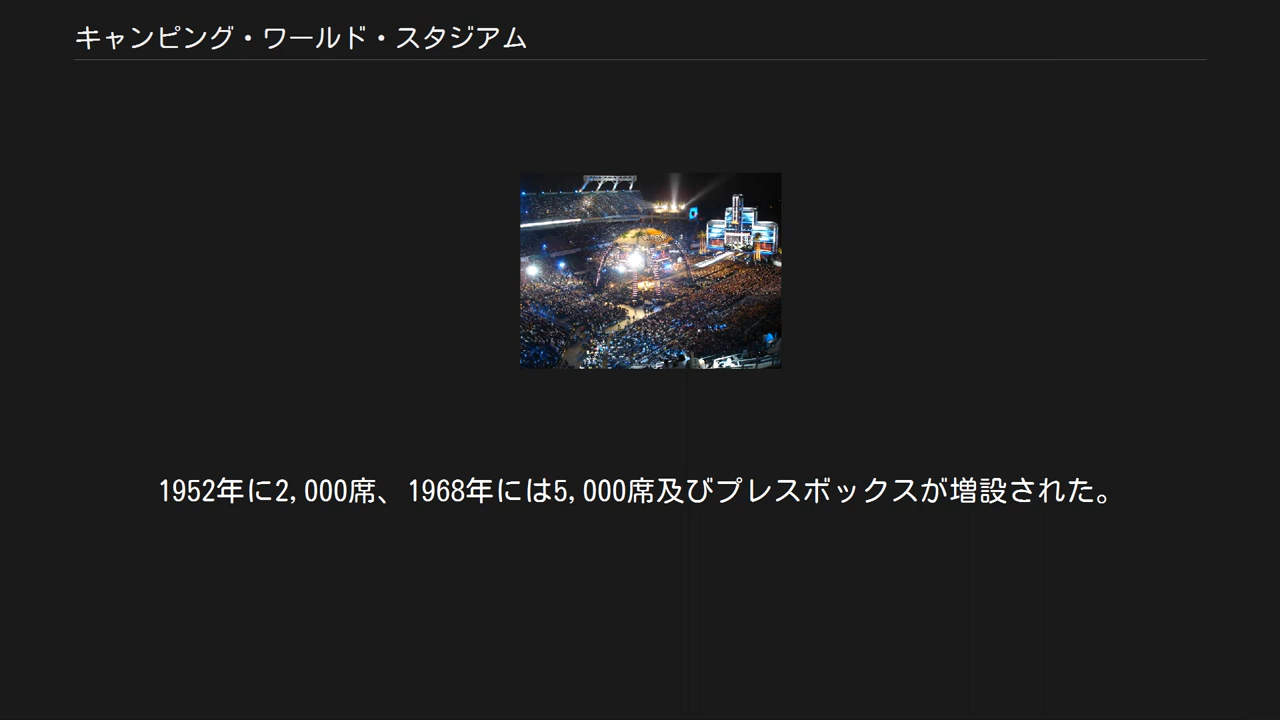 キャンピング・ワールド・スタジアム
1952年に2,000席、1968年には5,000席及びプレスボックスが増設された。